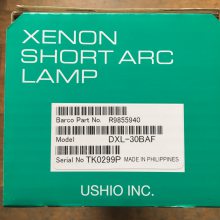 XENON
SHORT ARC
LAMP
Barco Part No. R9855940
Model DXL-30BAF
Serial No TK0299P MADE IN PHILIPPINES
USHIO INC.